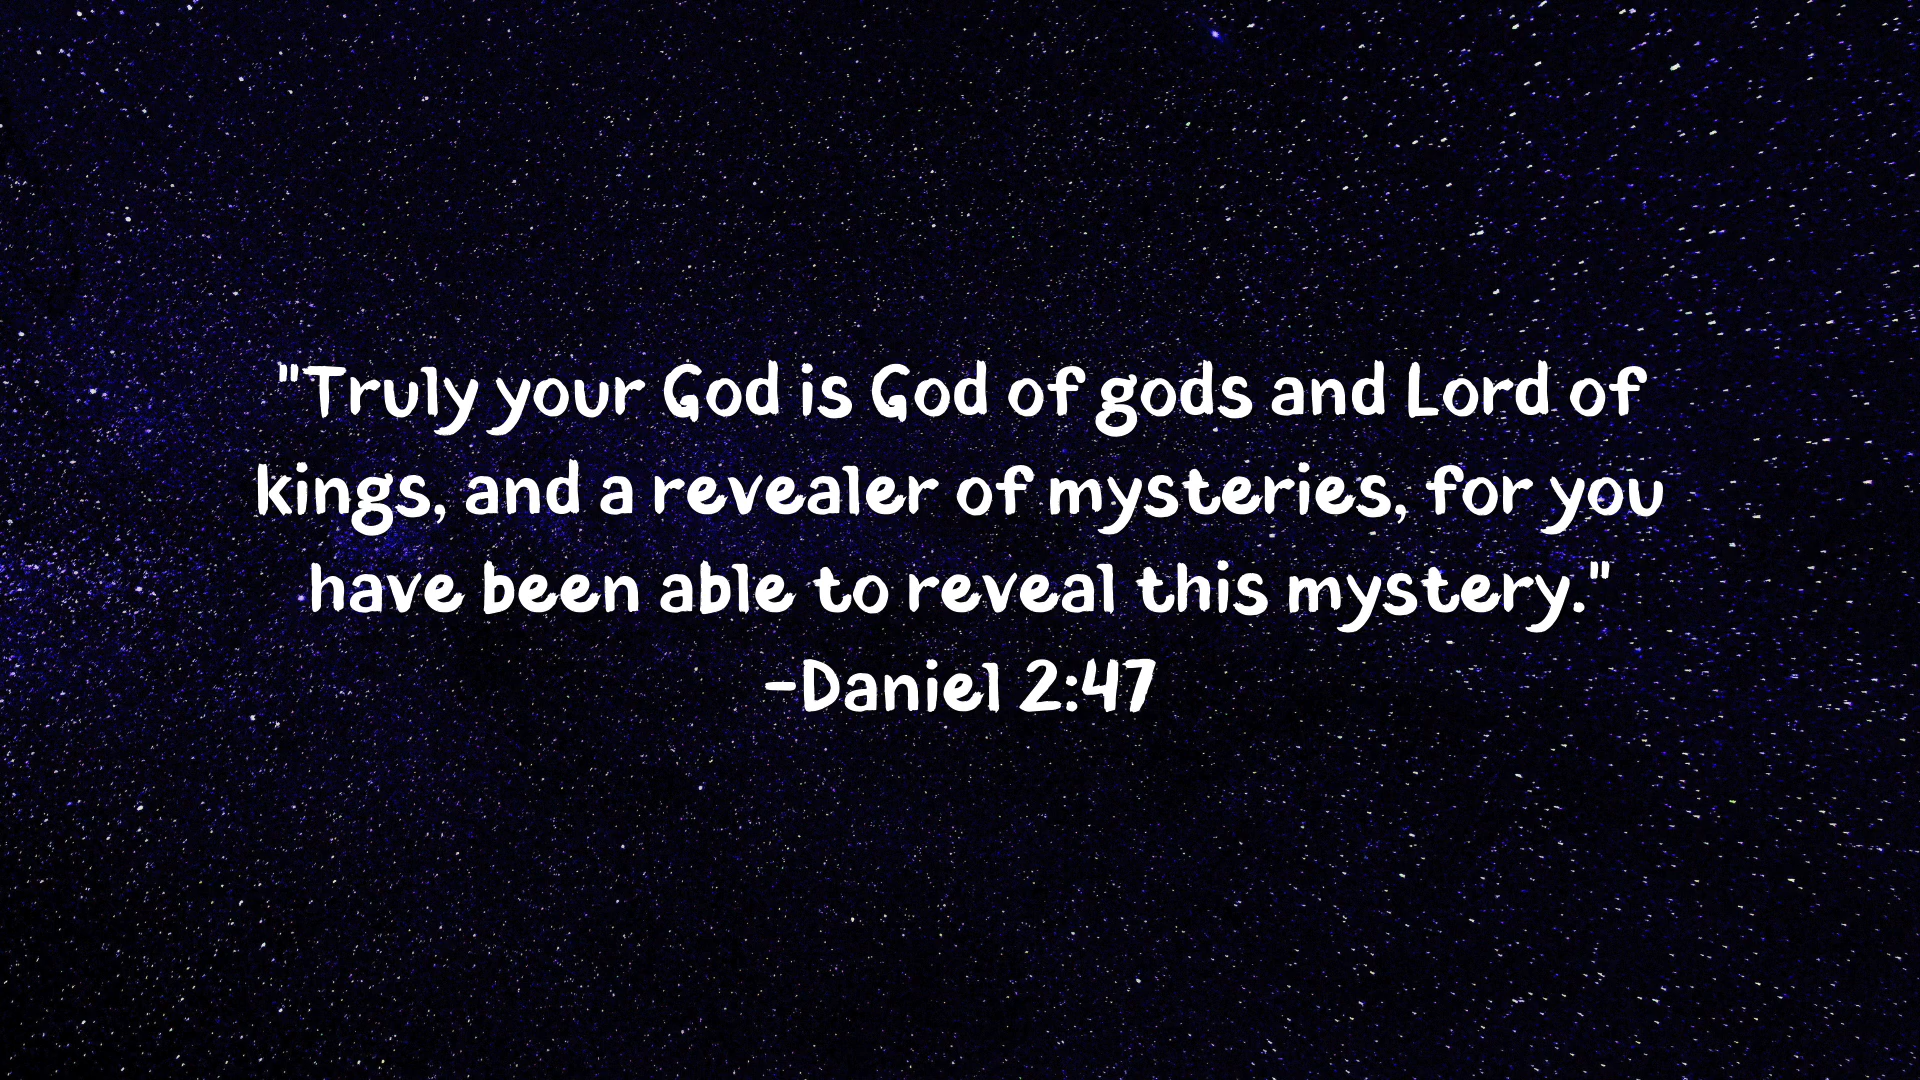 "Truly your God is God of gods and Lord of
kings, and a revealer of mysteries, for you
have been able to reveal this mystery."
-Daniel 2:47